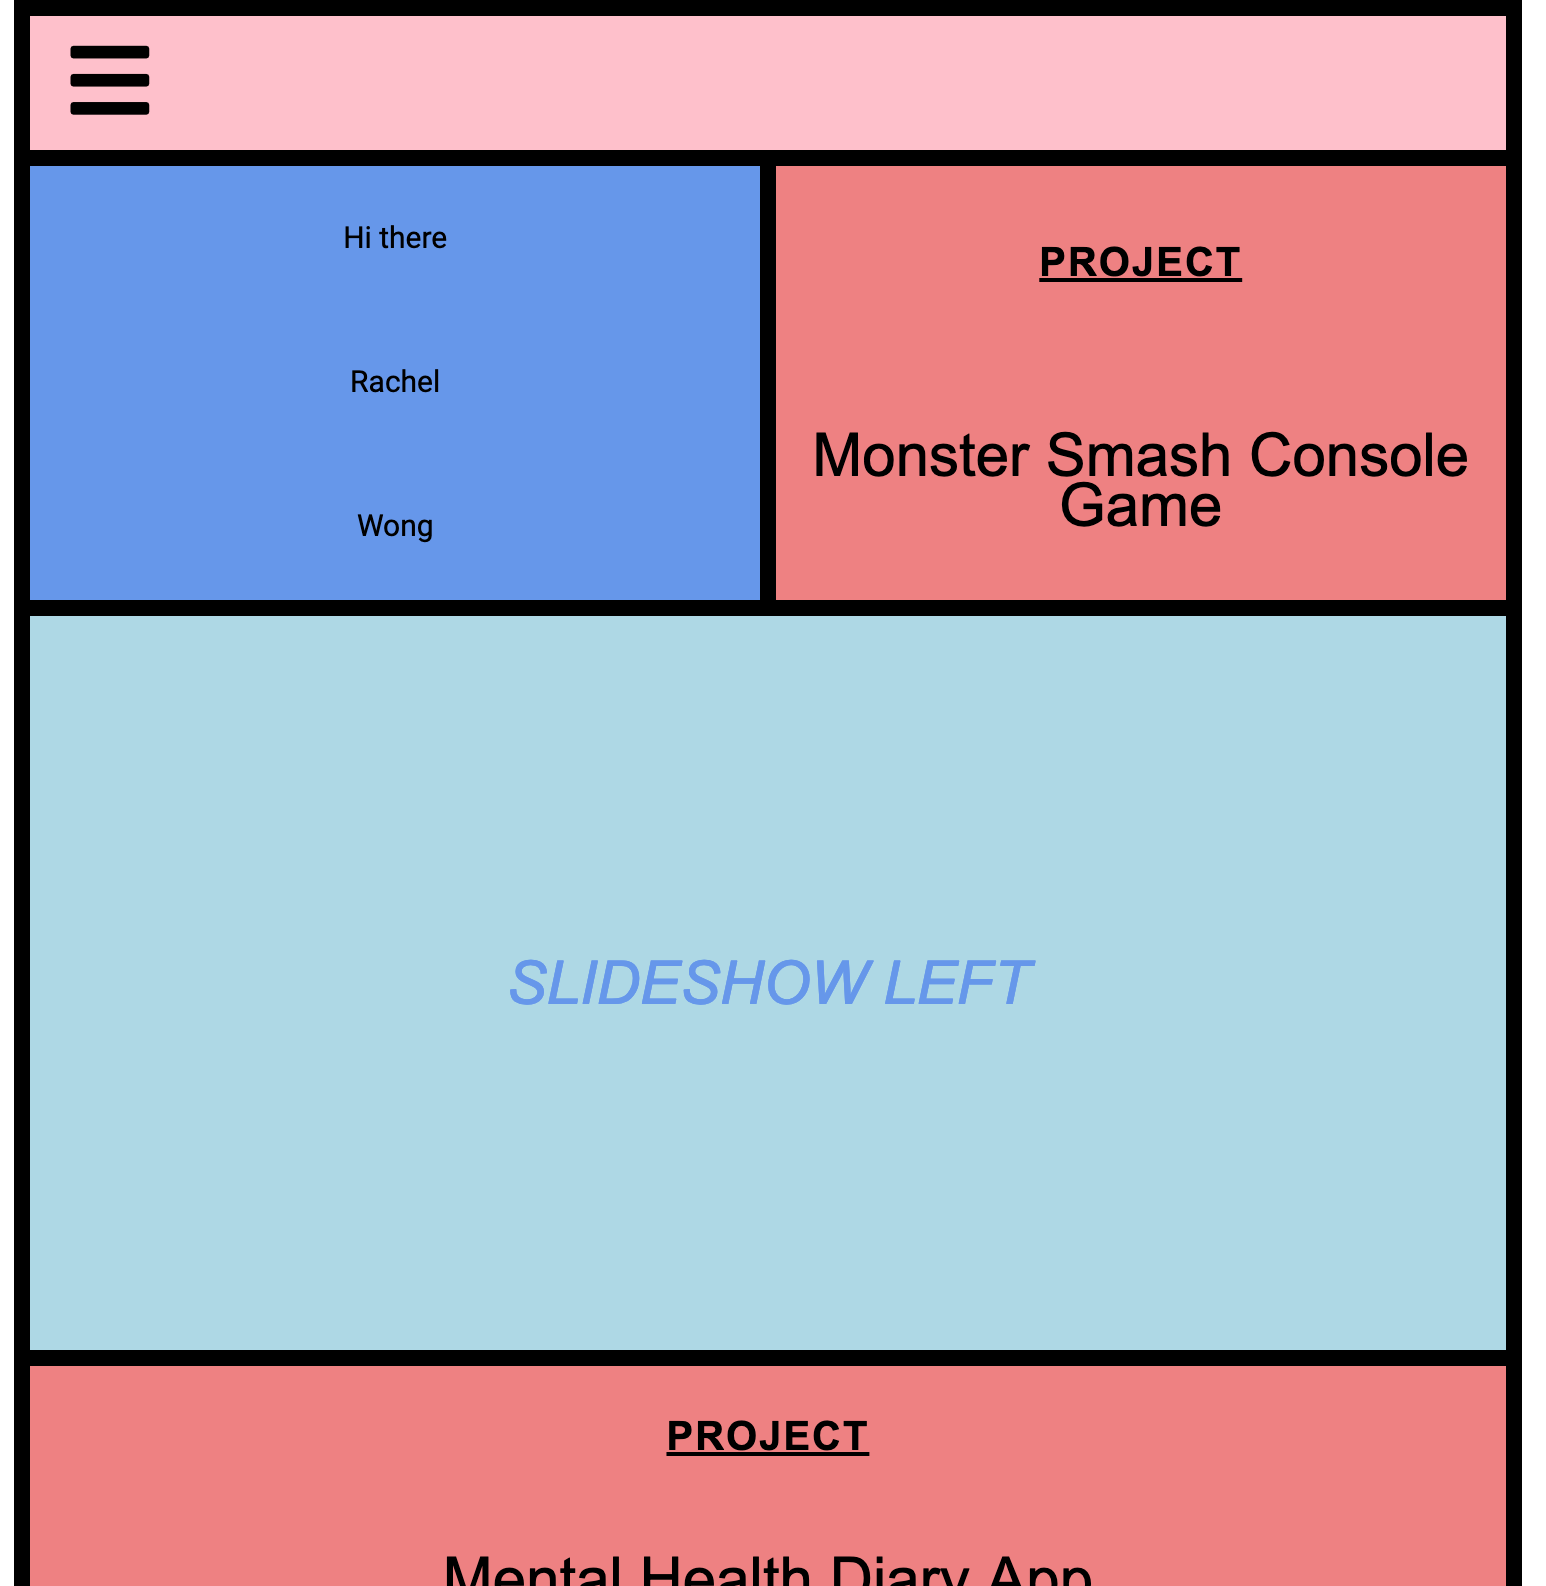 Hi there
Rachel
Wong
PROJECT
Monster Smash Console
Game
SLIDESHOW LEFT
PROJECT
Mental Health Diary App